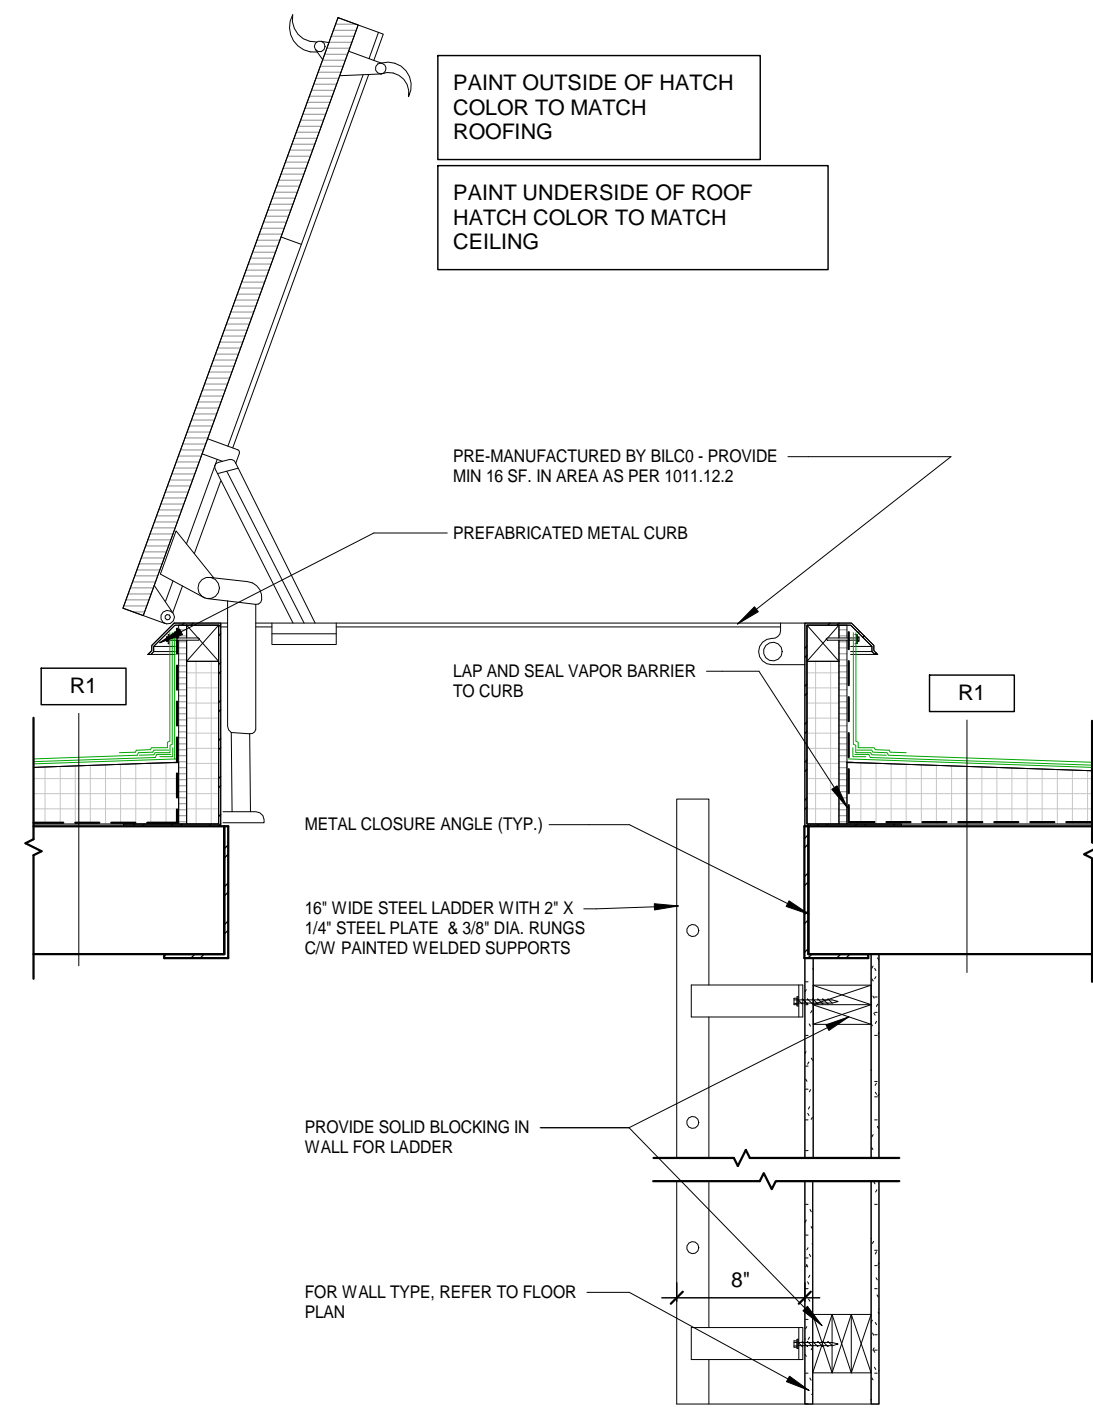 PAINT OUTSIDE OF HATCH
COLOR TO MATCH
ROOFING
PAINT UNDERSIDE OF ROOF
HATCH COLOR TO MATCH
CEILING
PRE-MANUFACTURED BY BILC0 - PROVIDE
MIN 16 SF. IN AREA AS PER 1011.12.2
PREFABRICATED METAL CURB
LAP AND SEAL VAPOR BARRIER
TO CURB
R1
R1
METAL CLOSURE ANGLE (TYP.)
16" WIDE STEEL LADDER WITH 2" X
1/4" STEEL PLATE & 3/8" DIA. RUNGS
C/W PAINTED WELDED SUPPORTS
PROVIDE SOLID BLOCKING IN
WALL FOR LADDER
8"
FOR WALL TYPE, REFER TO FLOOR
PLAN